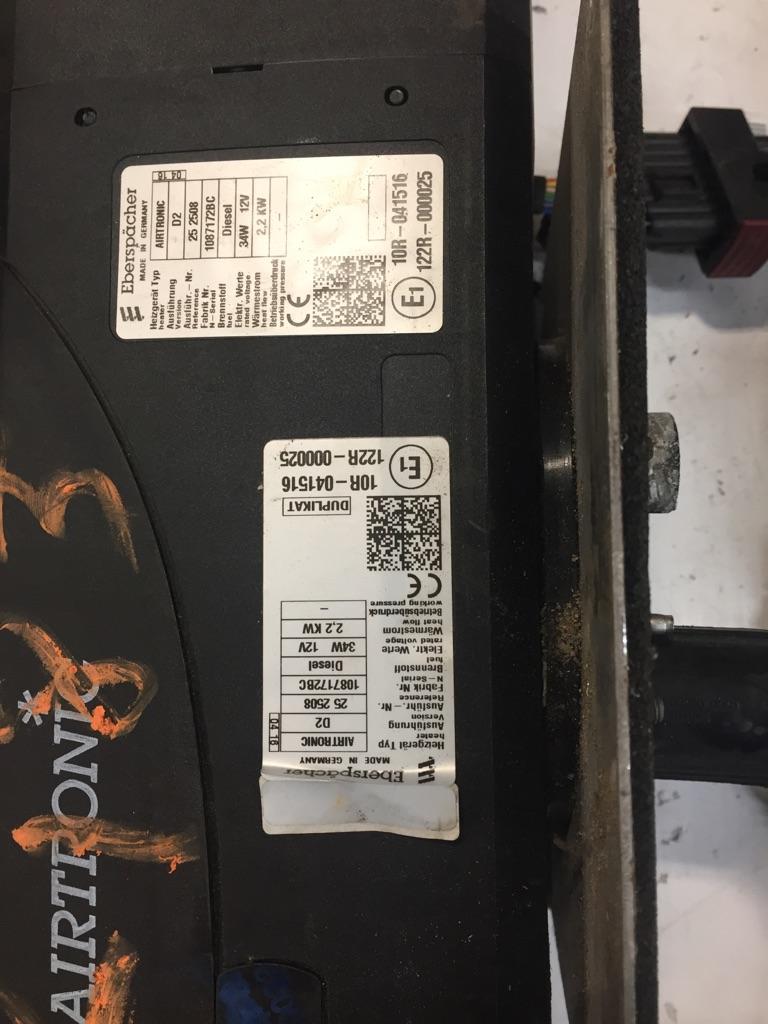 Eberspächer
MADE IN GERMANY
Heizgerät Typ
heater
AIRTRONIC
04 16
Ausführung
Version
D2
Ausführ.-Nr.
Reference
25 2508
Fabrik Nr.
N-Serial
1087172BC
Brennstoff
fuel
Diesel
Elektr. Werte
rated voltage
34W 12V
Wärmestrom
heat flow
2,2 KW
Betriebsüberdruck
working pressure
–
CE
E1
10R-041516
122R-000025
Eberspächer
MADE IN GERMANY
Heizgerät Typ
heater
AIRTRONIC
04 16
Ausführung
Version
D2
Ausführ.-Nr.
Reference
25 2508
Fabrik Nr.
N-Serial
1087172BC
Brennstoff
fuel
Diesel
Elektr. Werte
rated voltage
34W 12V
Wärmestrom
heat flow
2,2 KW
Betriebsüberdruck
working pressure
–
CE
DUPLIKAT
E1
10R-041516
122R-000025
AIRTRONIC*